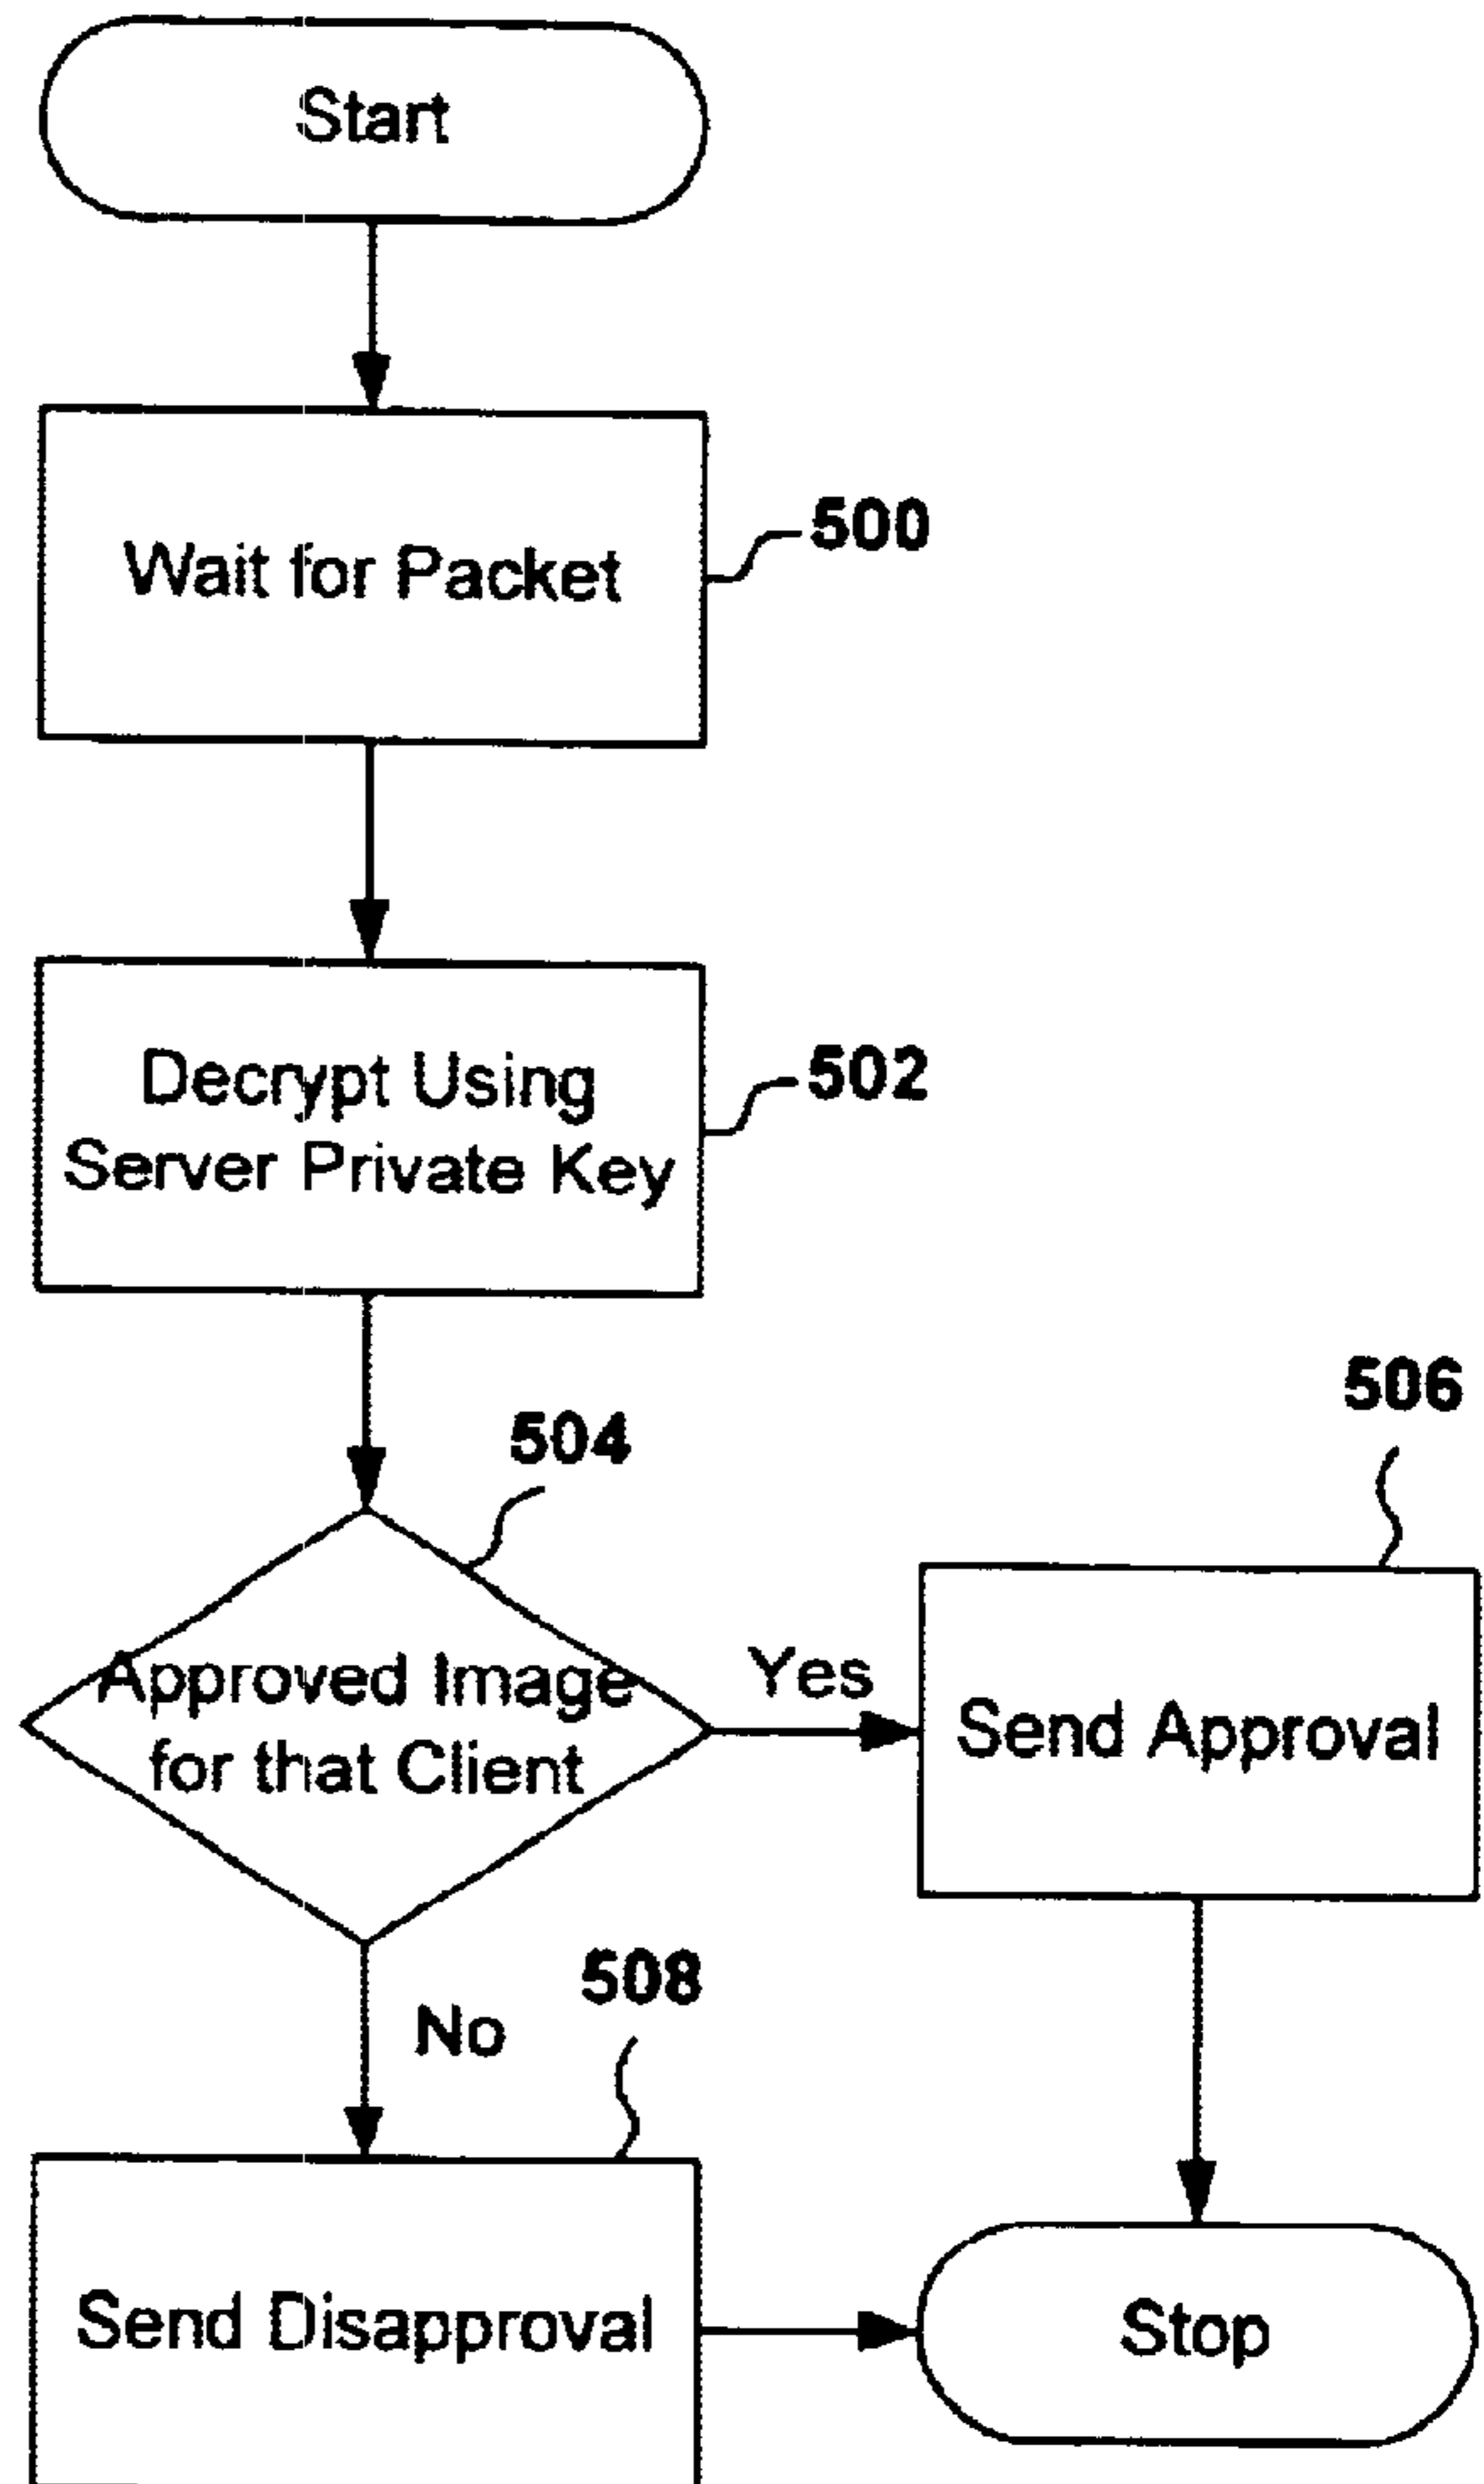 Start
Wait for Packet
500
Decrypt Using
Server Private Key
502
504
506
Approved Image
for that Client
Yes
Send Approval
No
508
Send Disapproval
Stop